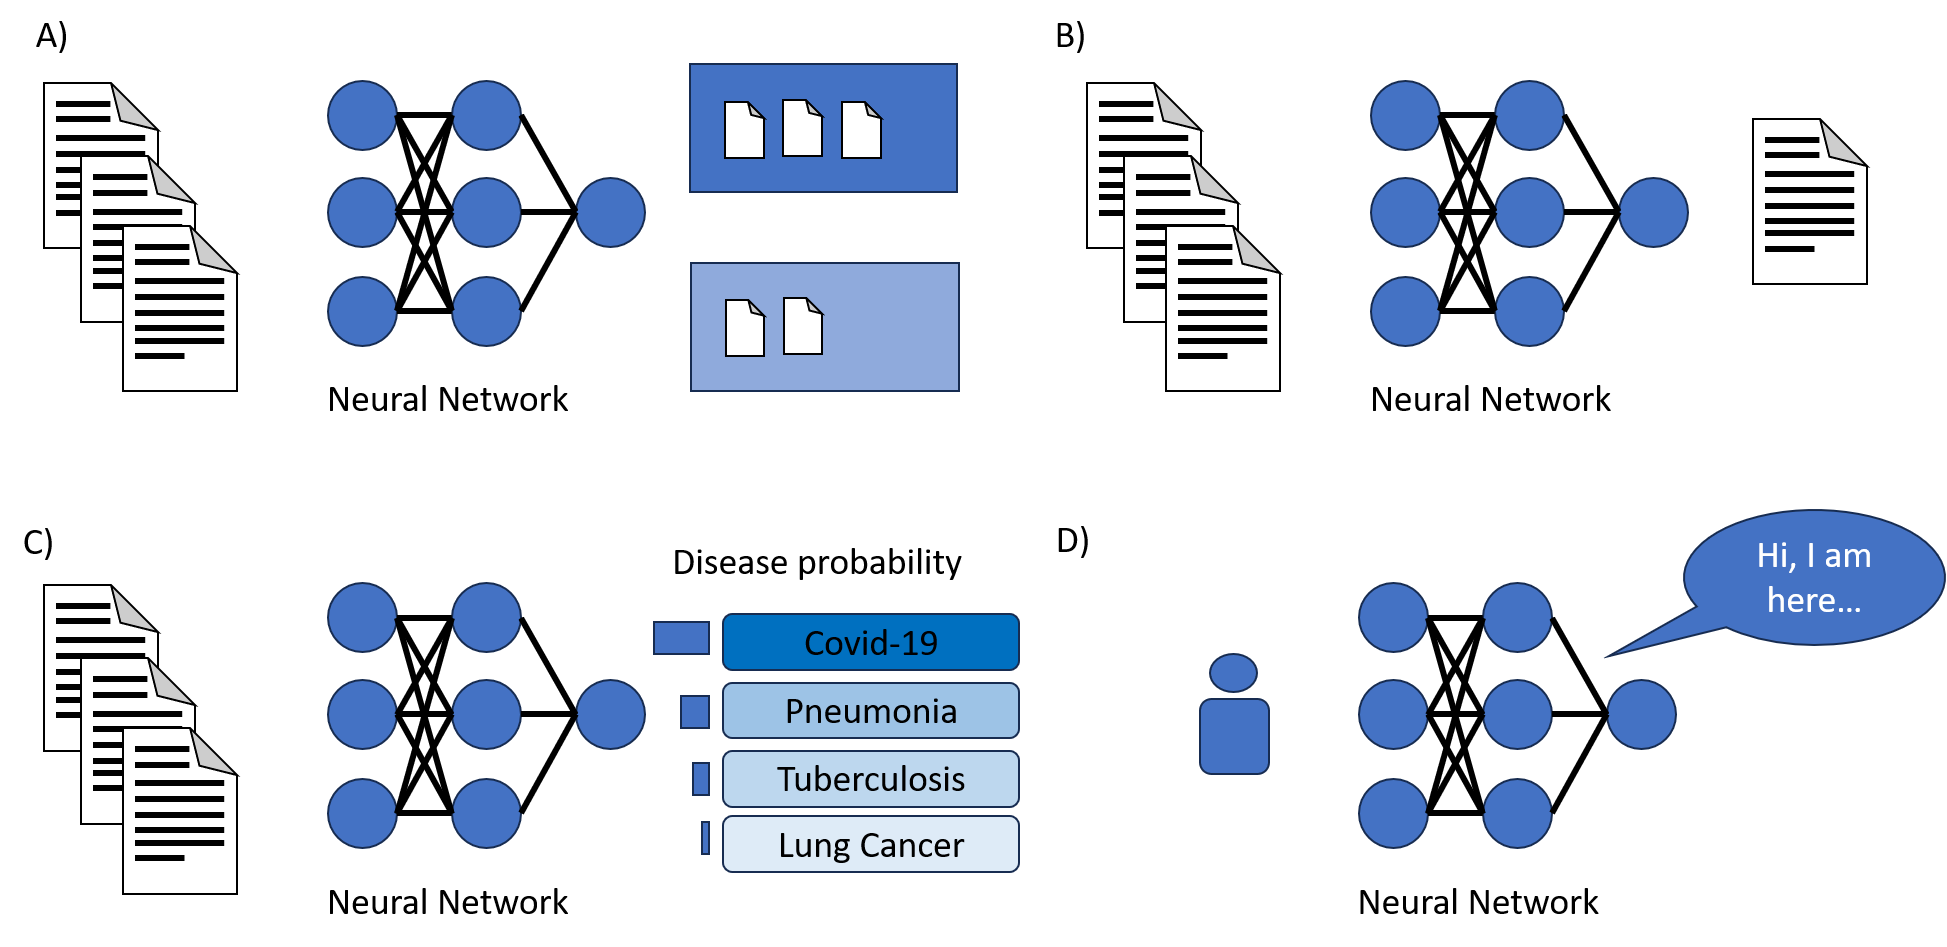 A)
Neural Network
B)
Neural Network
C)
Disease probability
Covid-19
Pneumonia
Tuberculosis
Lung Cancer
Neural Network
D)
Hi, I am
here...
Neural Network